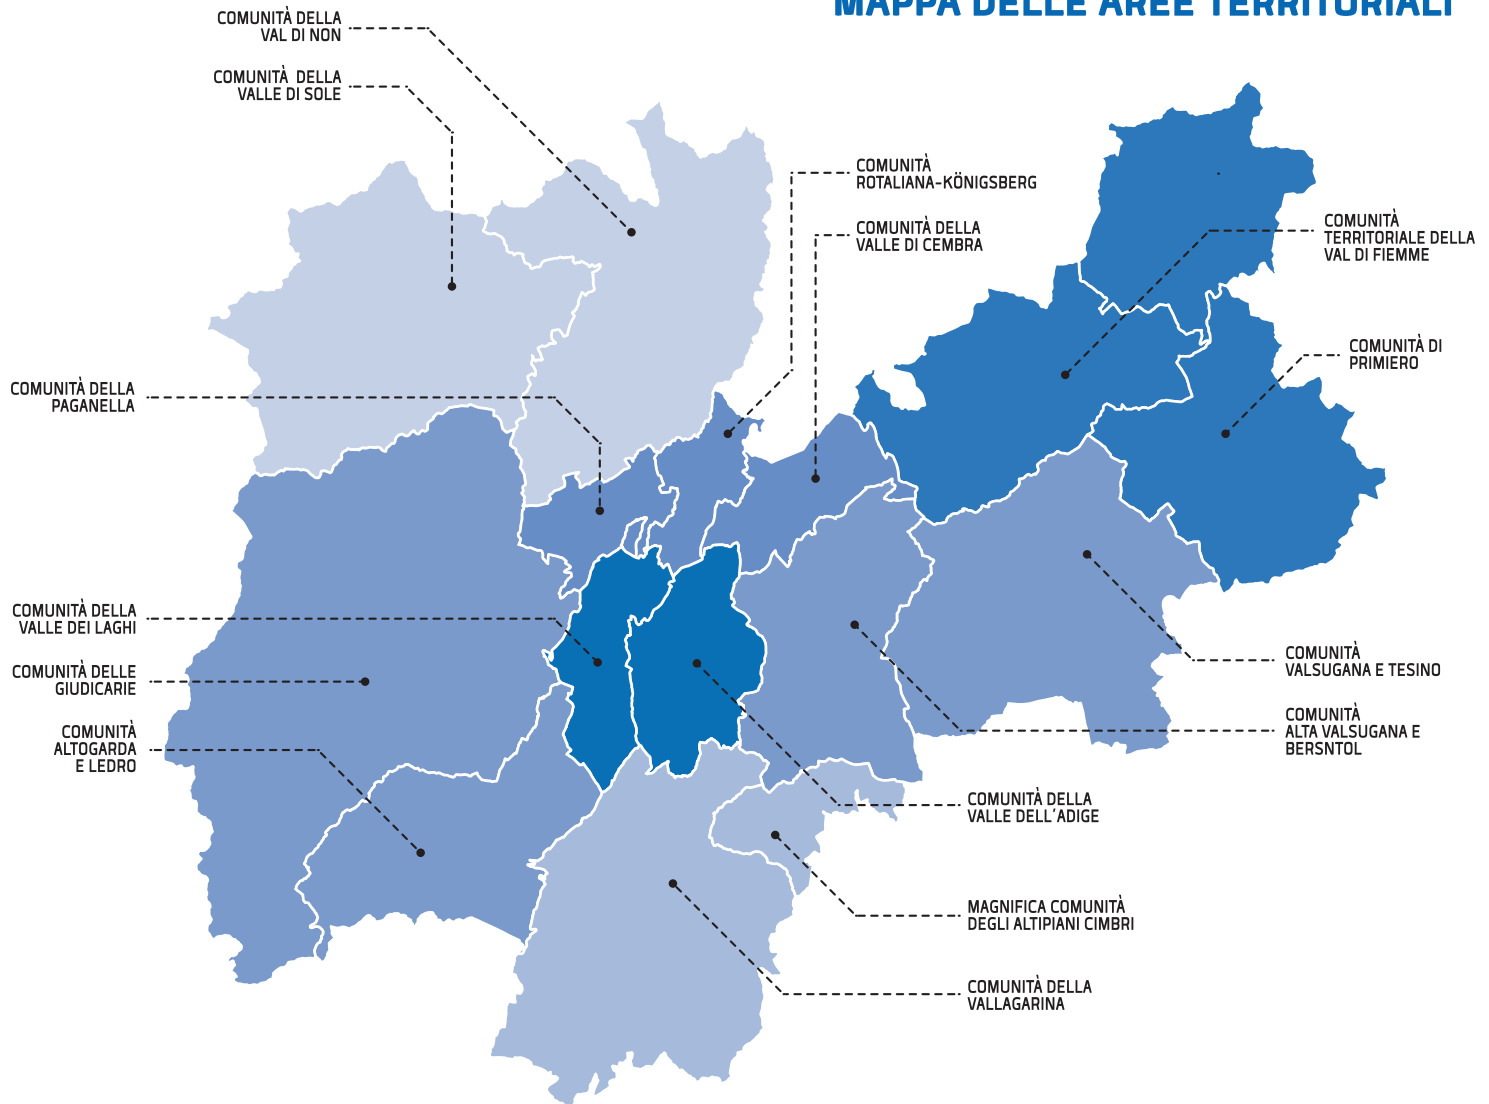 MAPPA DELLE AREE TERRITORIALI
COMUNITÀ DELLA
VAL DI NON
COMUNITÀ DELLA
VALLE DI SOLE
COMUNITÀ
ROTALIANA-KÖNIGSBERG
COMUNITÀ DELLA
VALLE DI CEMBRA
COMUNITÀ
TERRITORIALE DELLA
VAL DI FIEMME
COMUNITÀ DI
PRIMIERO
COMUNITÀ DELLA
PAGANELLA
COMUNITÀ DELLA
VALLE DEI LAGHI
COMUNITÀ DELLE
GIUDICARIE
COMUNITÀ
ALTOGARDA
E LEDRO
COMUNITÀ
VALSUGANA E TESINO
COMUNITÀ
ALTA VALSUGANA E
BERSNTOL
COMUNITÀ DELLA
VALLE DELL'ADIGE
MAGNIFICA COMUNITÀ
DEGLI ALTIPIANI CIMBRI
COMUNITÀ DELLA
VALLAGARINA